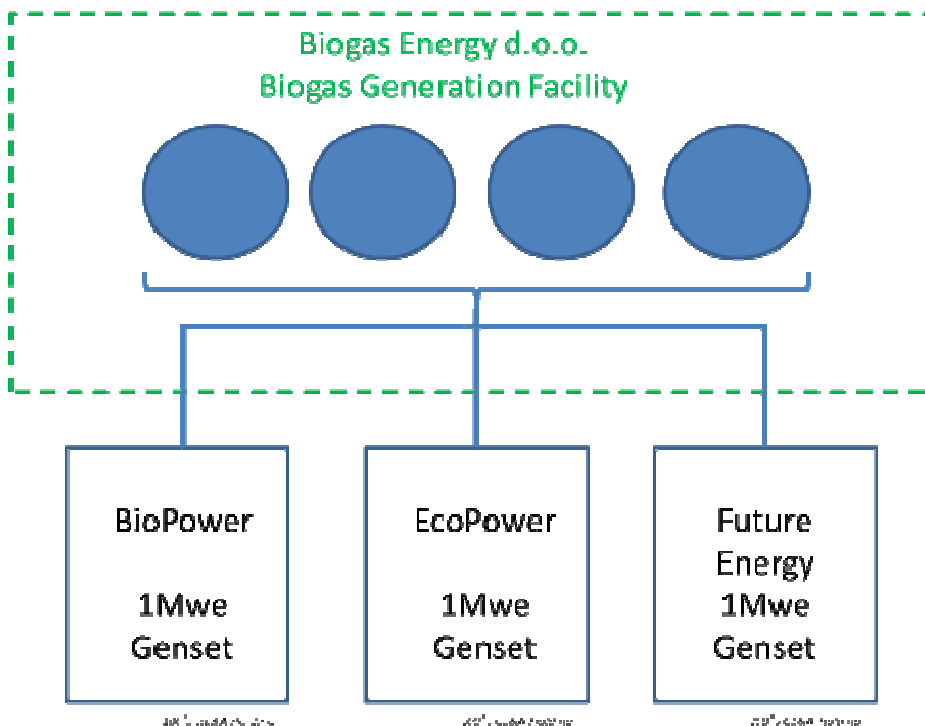 Biogas Energy d.o.o.
Biogas Generation Facility
BioPower
1Mwe
Genset
EcoPower
1Mwe
Genset
Future
Energy
1Mwe
Genset